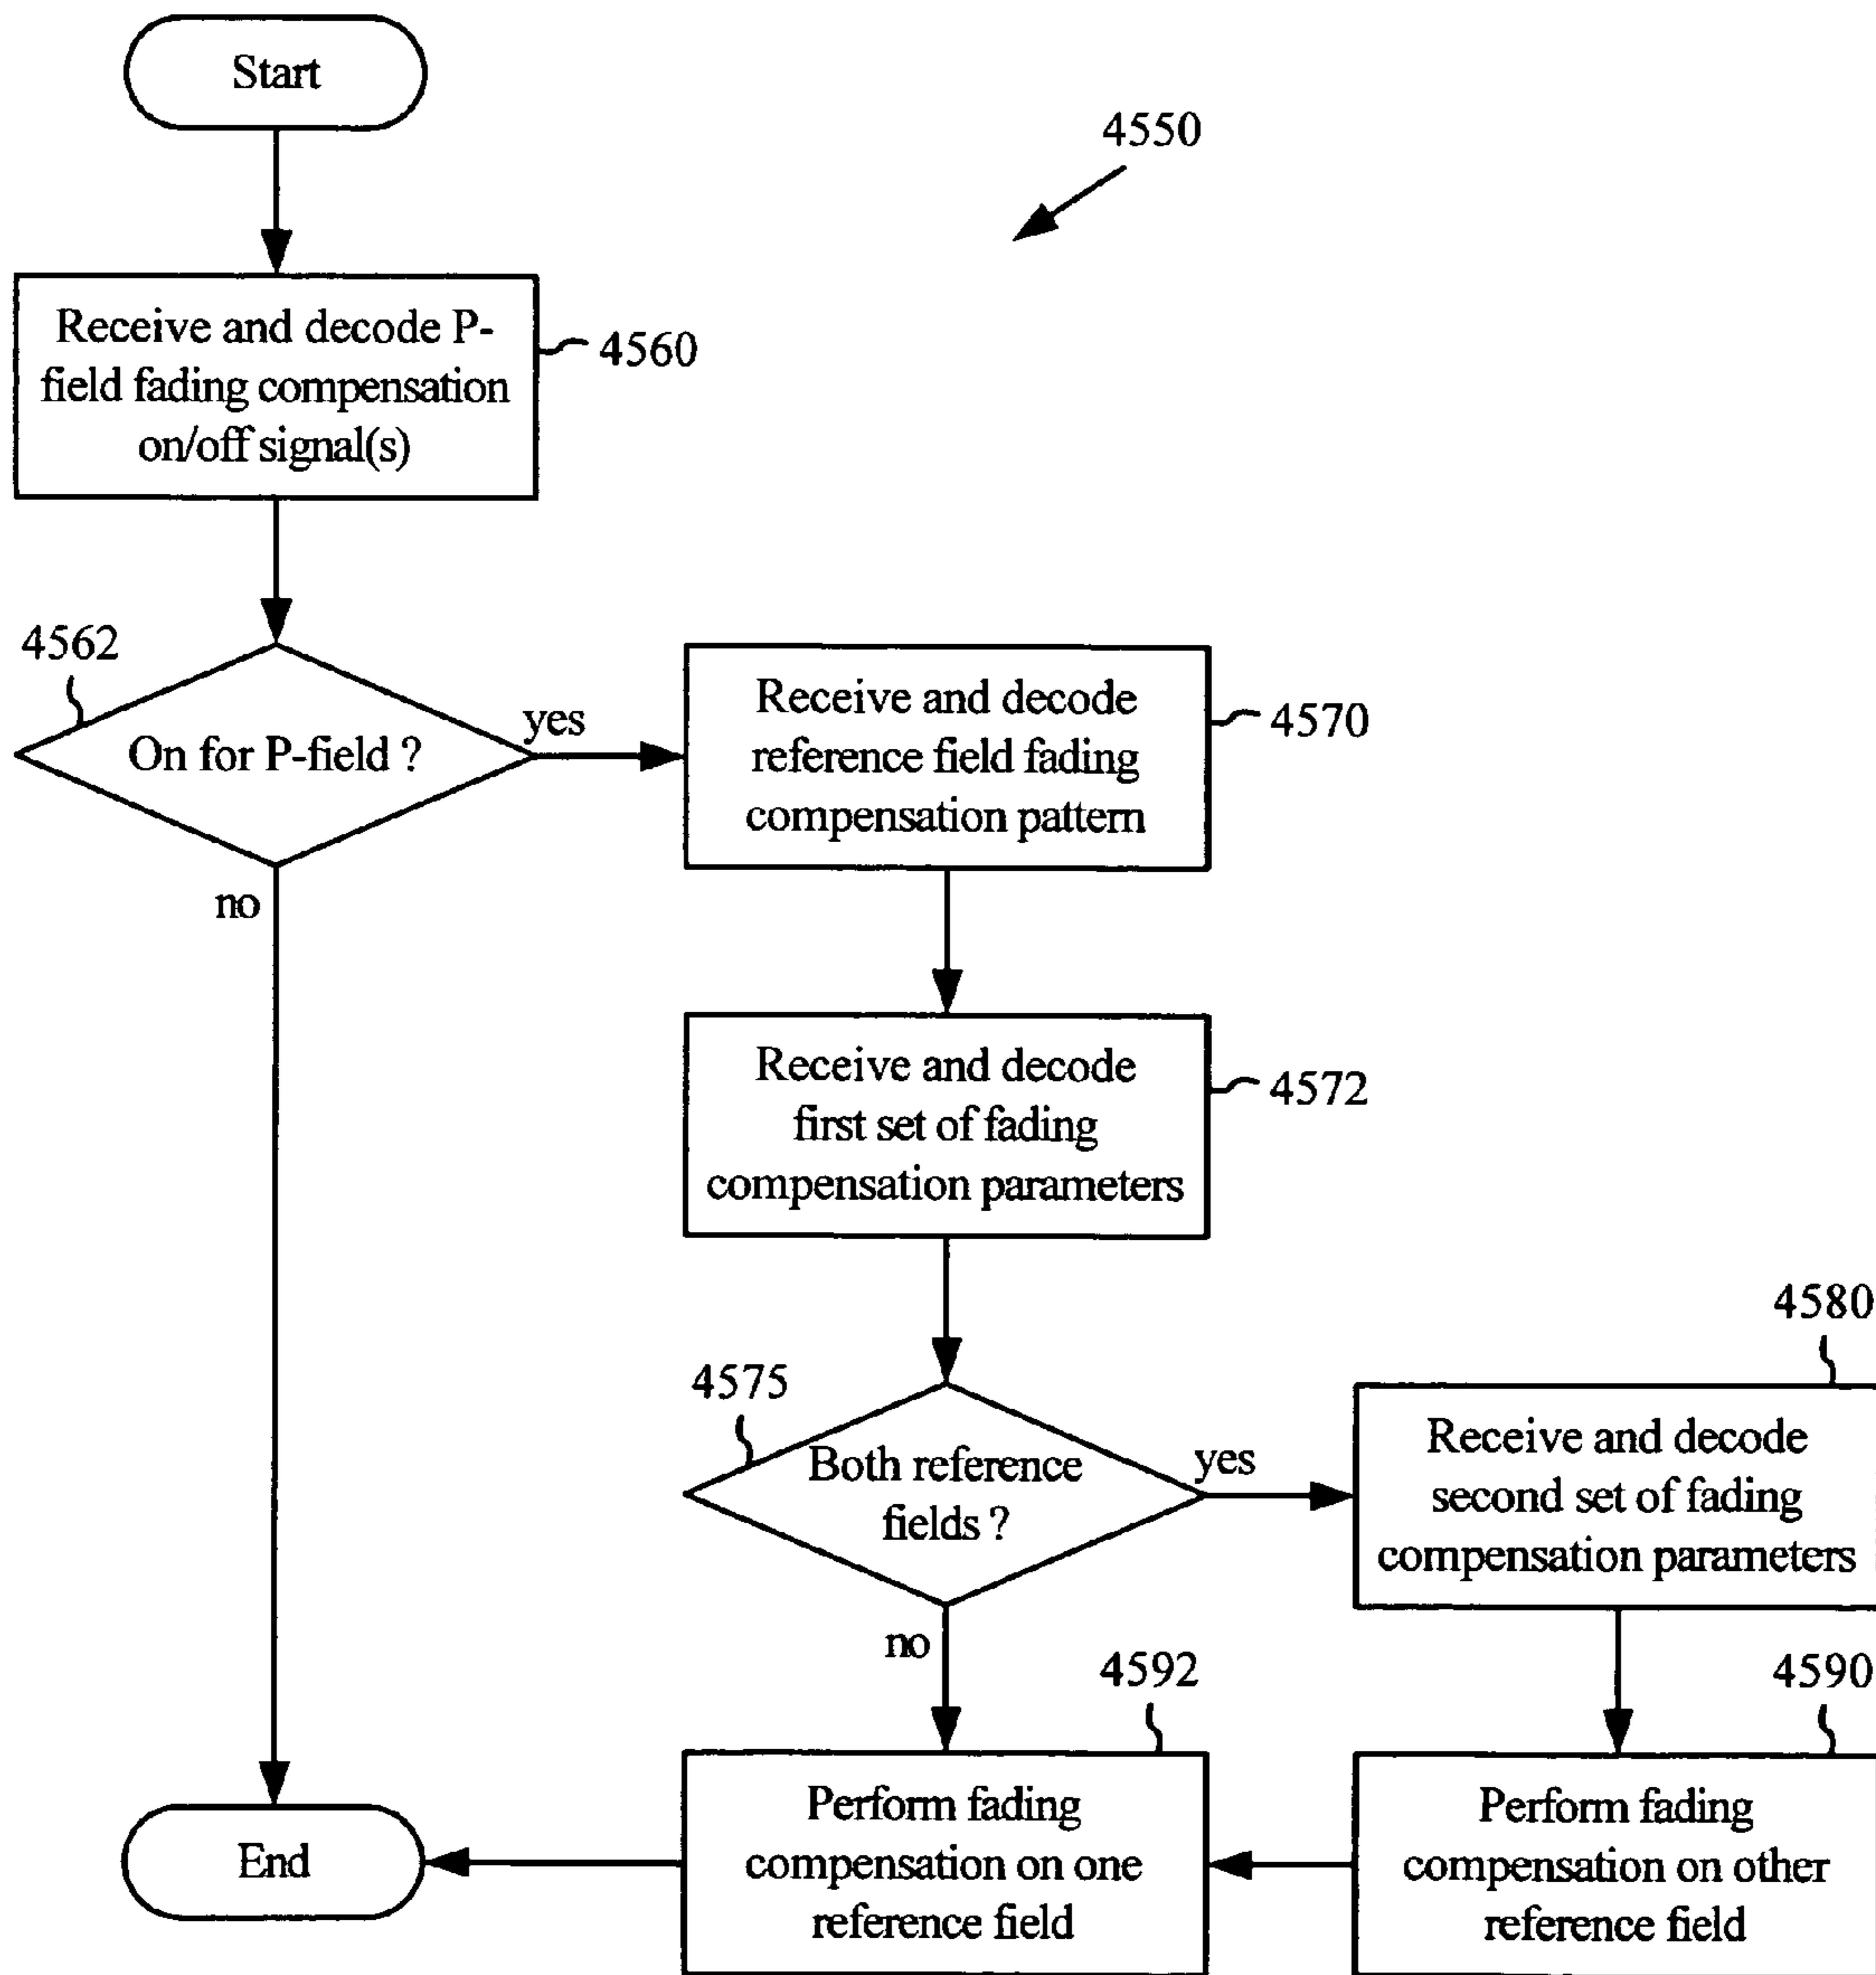 Start
4550
Receive and decode P-
field fading compensation
on/off signal(s)
4560
4562
On for P-field ?
yes
no
Receive and decode
reference field fading
compensation pattern
4570
Receive and decode
first set of fading
compensation parameters
4572
4575
Both reference
fields ?
yes
no
4580
Receive and decode
second set of fading
compensation parameters
4590
Perform fading
compensation on other
reference field
4592
Perform fading
compensation on one
reference field
End